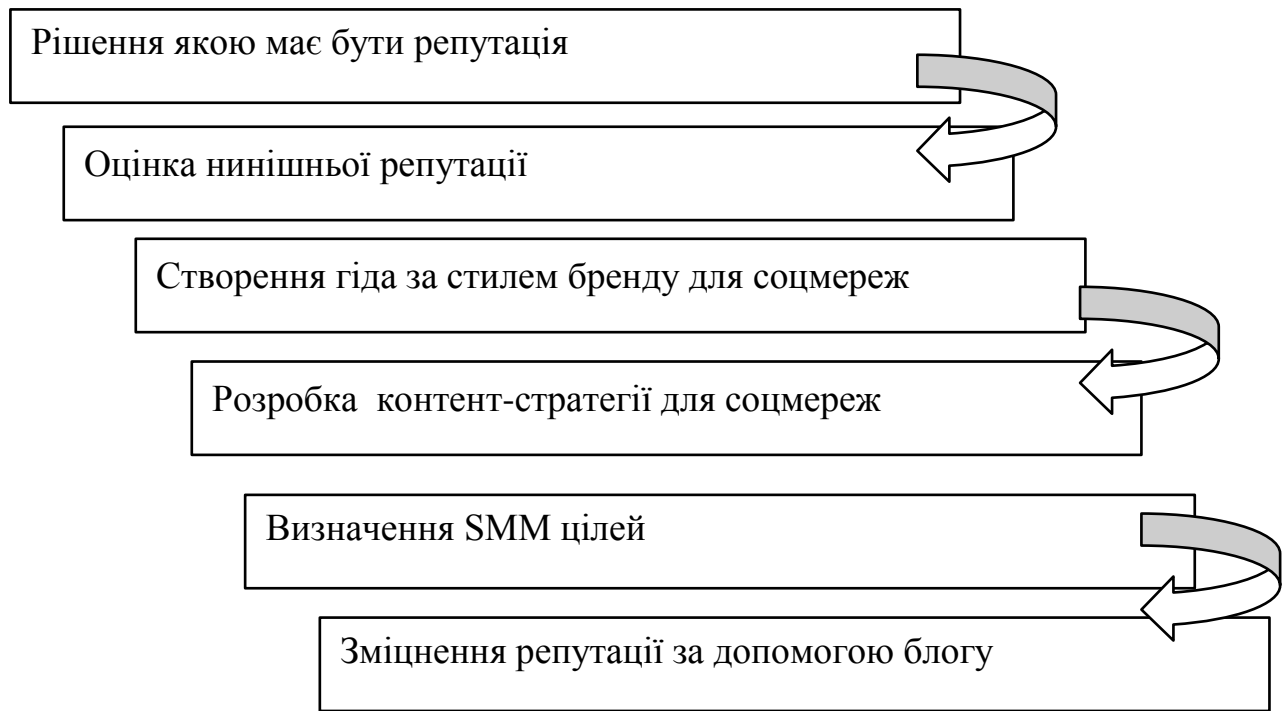 Рішення якою має бути репутація
Оцінка нинішньої репутації
Створення гіда за стилем бренду для соцмереж
Розробка  контент-стратегії для соцмереж
Визначення SMM цілей
Зміцнення репутації за допомогою блогу